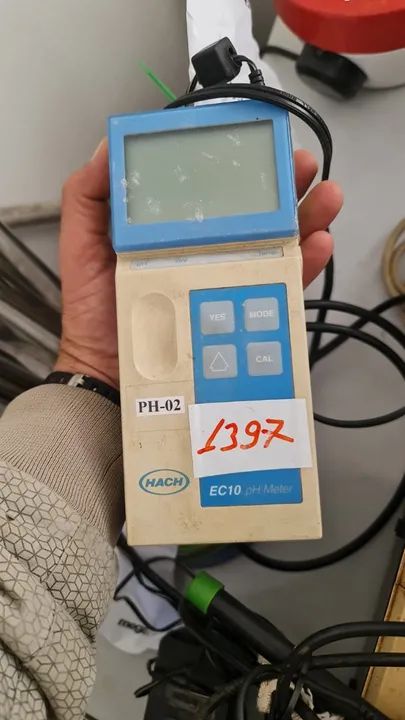 YES MODE
CAL
PH-02
1397
HACH
EC10 pH Meter